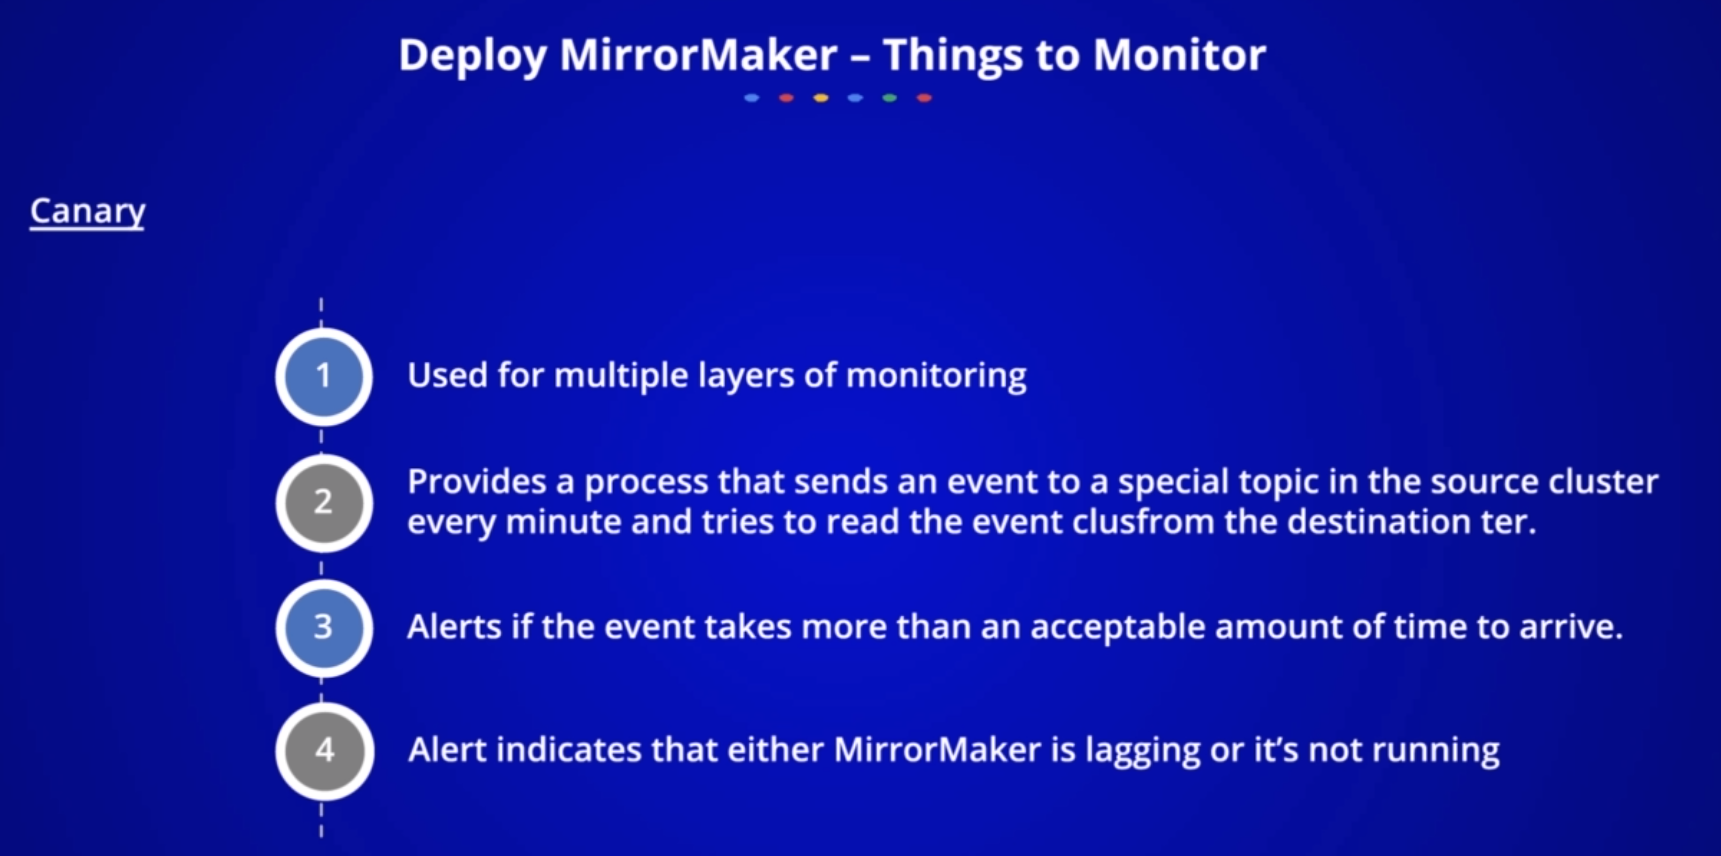 Deploy MirrorMaker – Things to Monitor
Canary
1
Used for multiple layers of monitoring
2
Provides a process that sends an event to a special topic in the source cluster
every minute and tries to read the event clusfrom the destination ter.
3
Alerts if the event takes more than an acceptable amount of time to arrive.
4
Alert indicates that either MirrorMaker is lagging or it’s not running